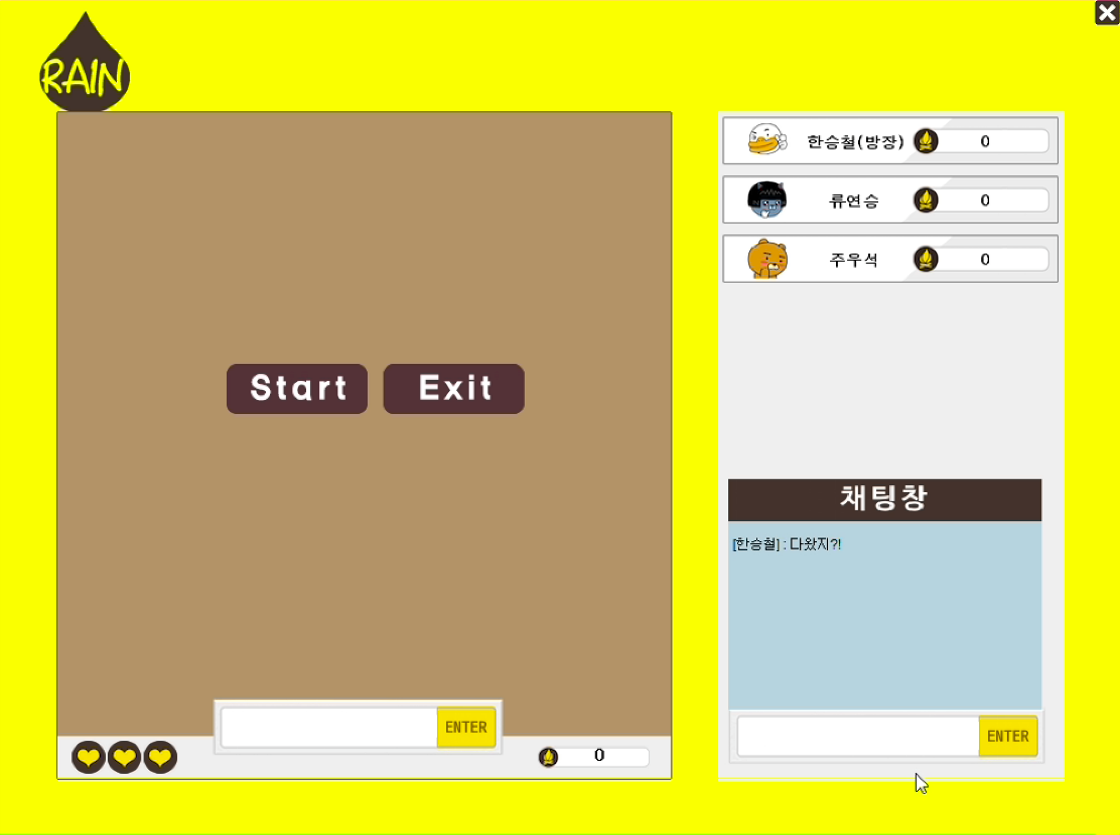 RAIN
한승철(방장) 0
류연승 0
주우석 0
Start Exit
채팅창
[한승철] : 다왔지?!
ENTER
0
ENTER